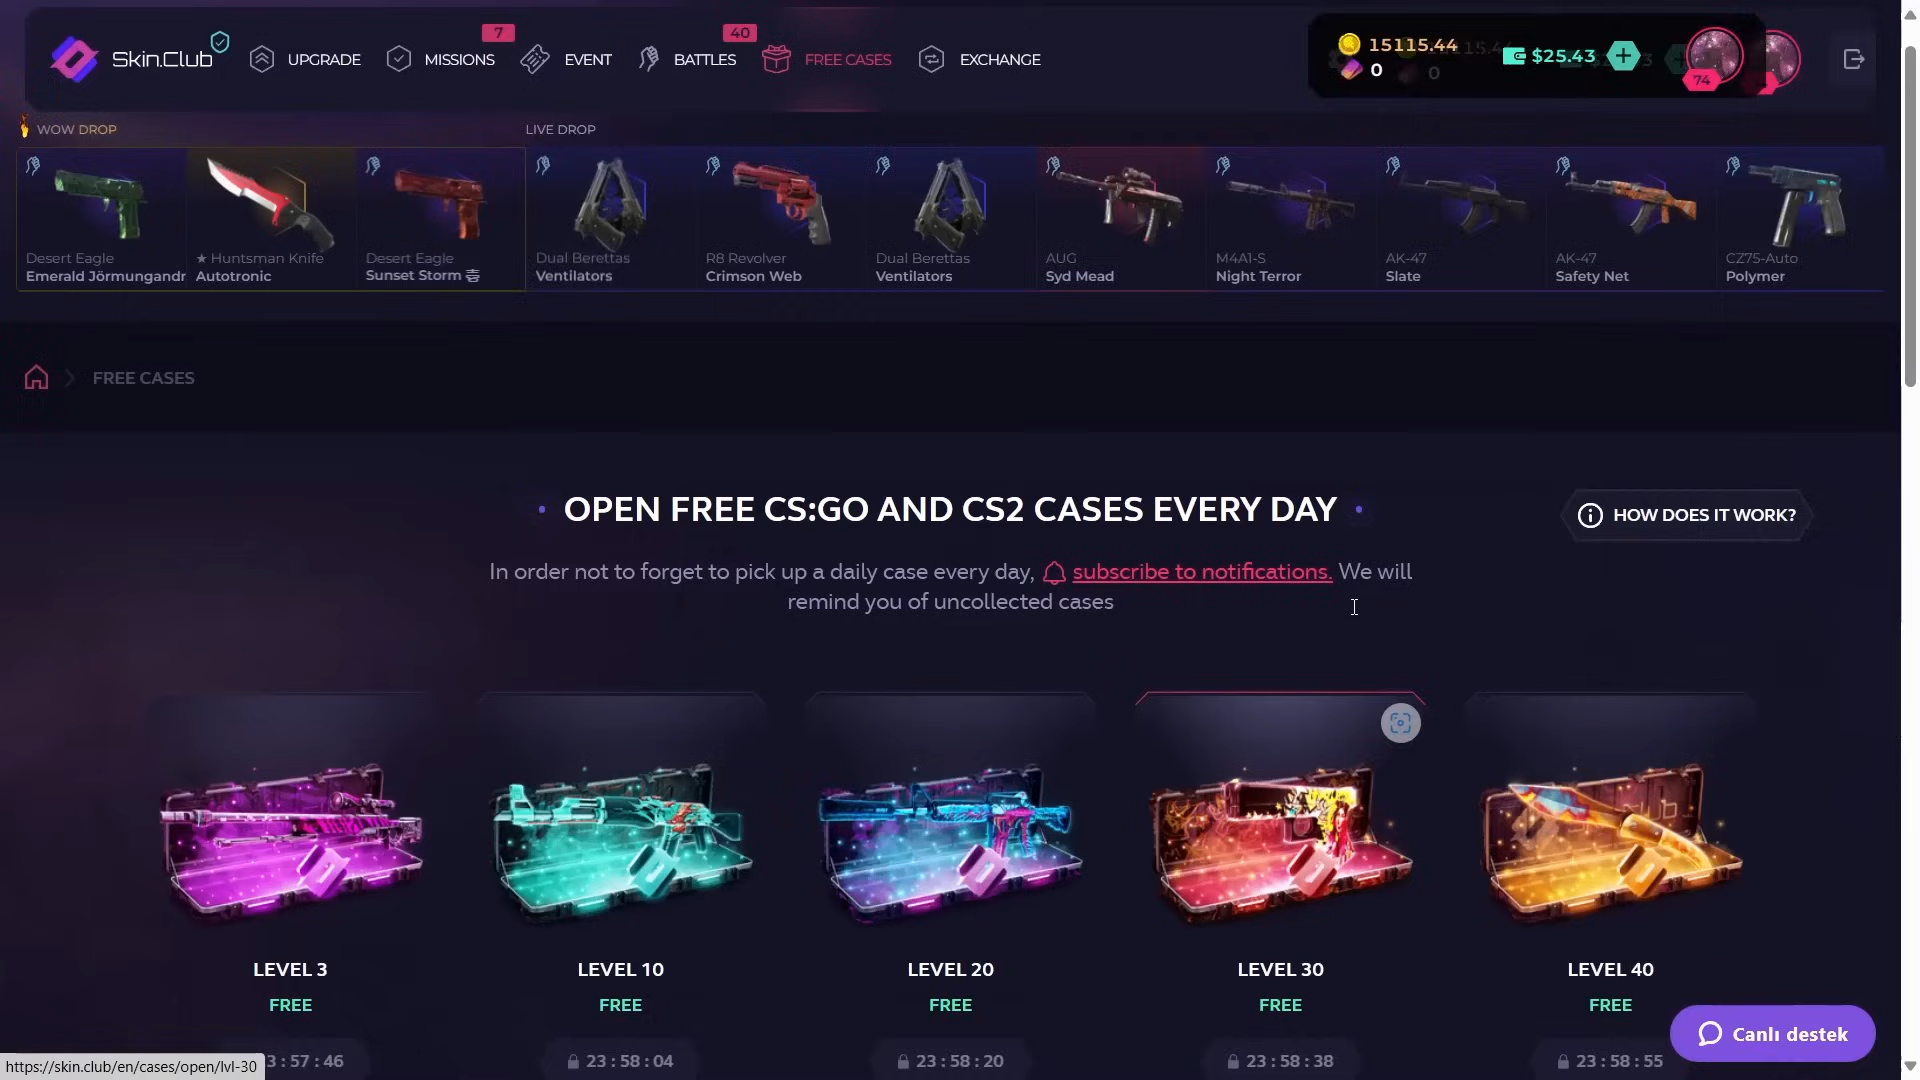 7
40
Skin.Club
UPGRADE
MISSIONS
EVENT
BATTLES
FREE CASES
EXCHANGE
15115.44
0
$25.43
74
WOW DROP
LIVE DROP
Desert Eagle
Emerald Jörmungandr
★ Huntsman Knife
Autotronic
Desert Eagle
Sunset Storm 壱
Dual Berettas
Ventilators
R8 Revolver
Crimson Web
Dual Berettas
Ventilators
AUG
Syd Mead
M4A1-S
Night Terror
AK-47
Slate
AK-47
Safety Net
CZ75-Auto
Polymer
FREE CASES
OPEN FREE CS:GO AND CS2 CASES EVERY DAY
HOW DOES IT WORK?
In order not to forget to pick up a daily case every day, subscribe to notifications. We will
remind you of uncollected cases
LEVEL 3
LEVEL 10
LEVEL 20
LEVEL 30
LEVEL 40
FREE
FREE
FREE
FREE
FREE
Canlı destek
3 : 57 : 46
23 : 58 : 04
23 : 58 : 20
23 : 58 : 38
23 : 58 : 55
https://skin.club/en/cases/open/lvl-30